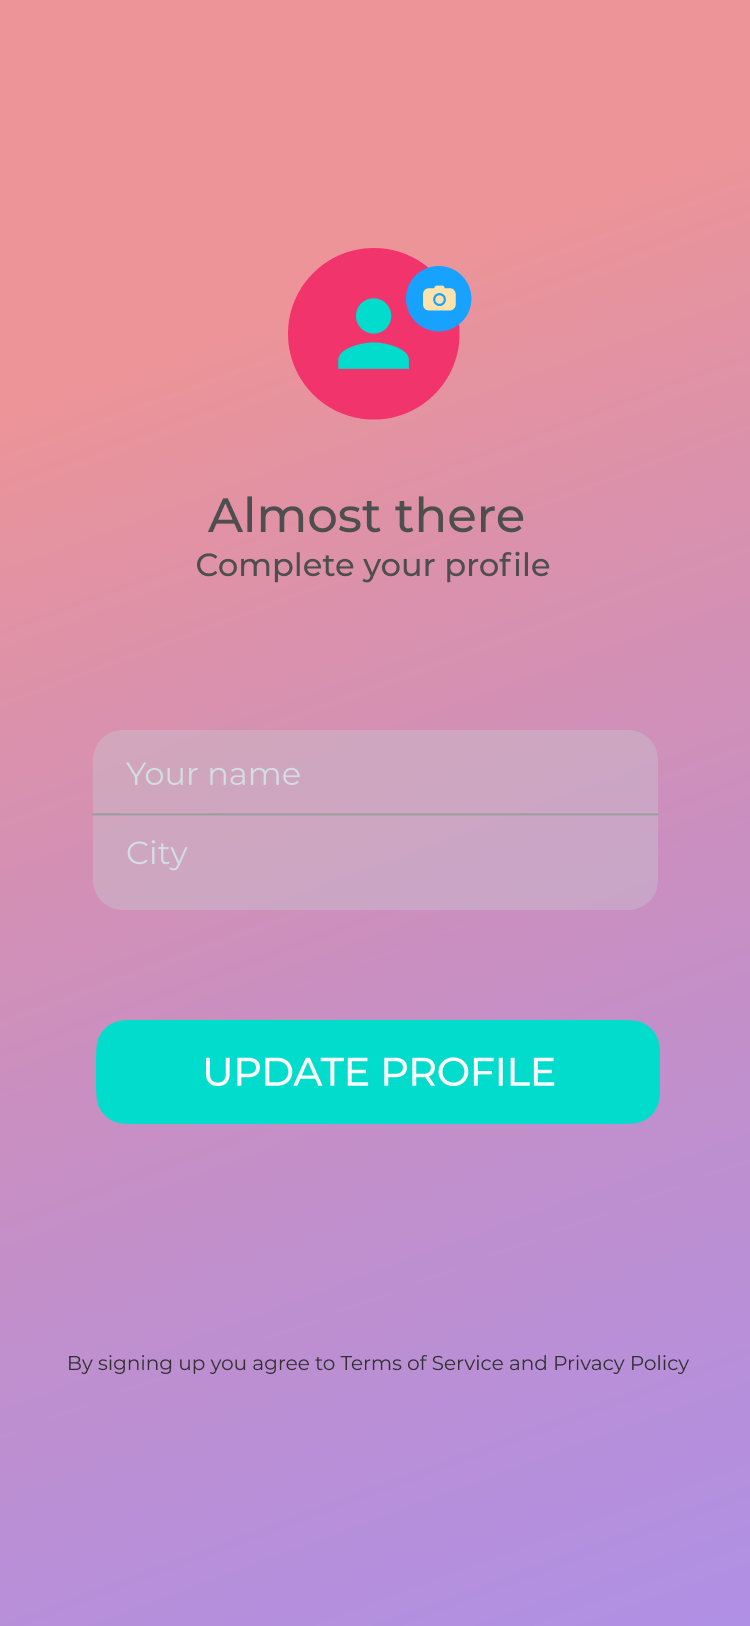 Almost there
Complete your profile
Your name
City
UPDATE PROFILE
By signing up you agree to Terms of Service and Privacy Policy